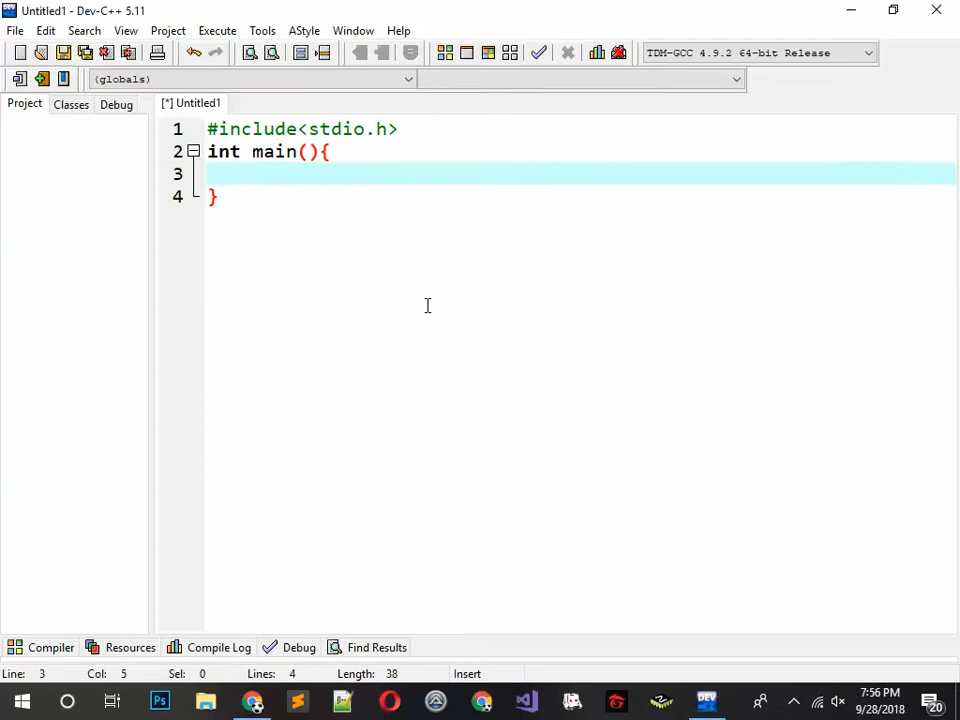 Untitled1 - Dev-C++ 5.11
File Edit Search View Project Execute Tools AStyle Window Help
TDM-GCC 4.9.2 64-bit Release
(globals)
Project Classes Debug [*] Untitled1
1 #include<stdio.h>
2 int main(){
3
4 }
Compiler Resources Compile Log Debug Find Results
Line: 3 Col: 5 Sel: 0 Lines: 4 Length: 38 Insert
Ps DEV 7:56 PM
9/28/2018 20